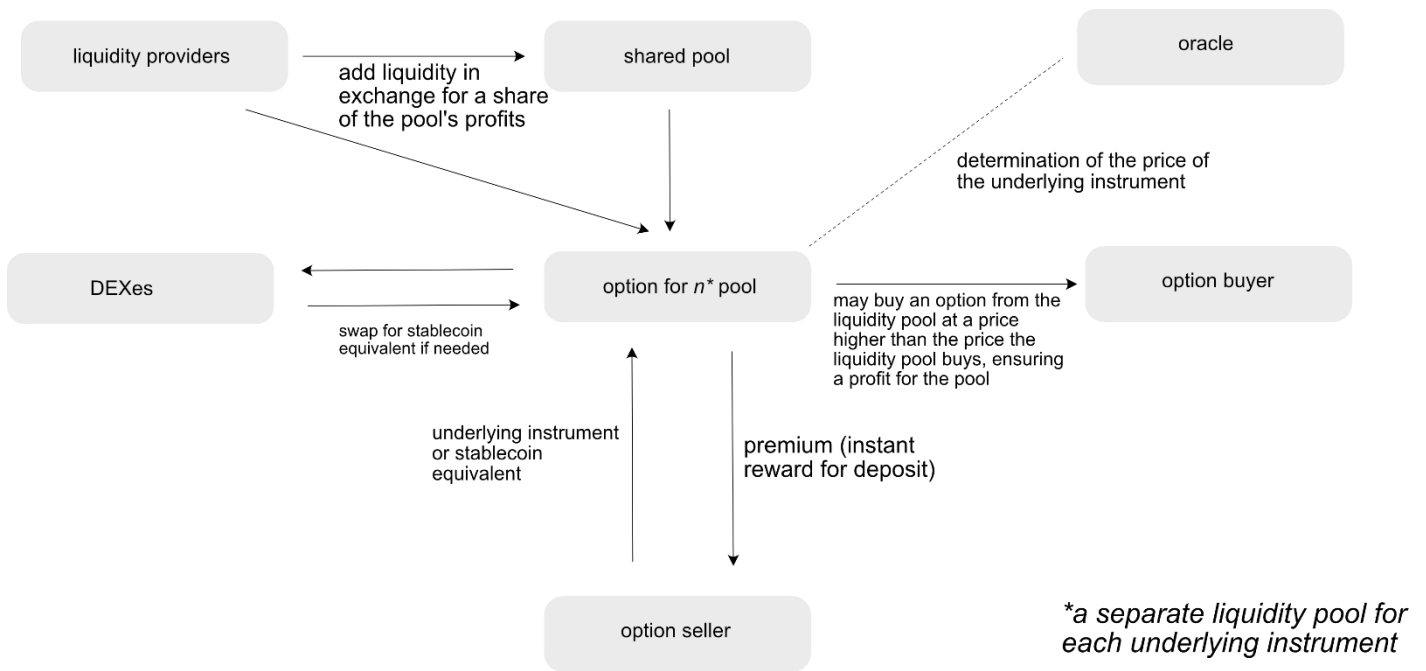 liquidity providers
shared pool
oracle
add liquidity in
exchange for a share
of the pool's profits
determination of the price of
the underlying instrument
DEXes
option for n* pool
option buyer
swap for stablecoin
equivalent if needed
may buy an option from the
liquidity pool at a price
higher than the price the
liquidity pool buys, ensuring
a profit for the pool
underlying instrument
or stablecoin
equivalent
premium (instant
reward for deposit)
option seller
*a separate liquidity pool for
each underlying instrument